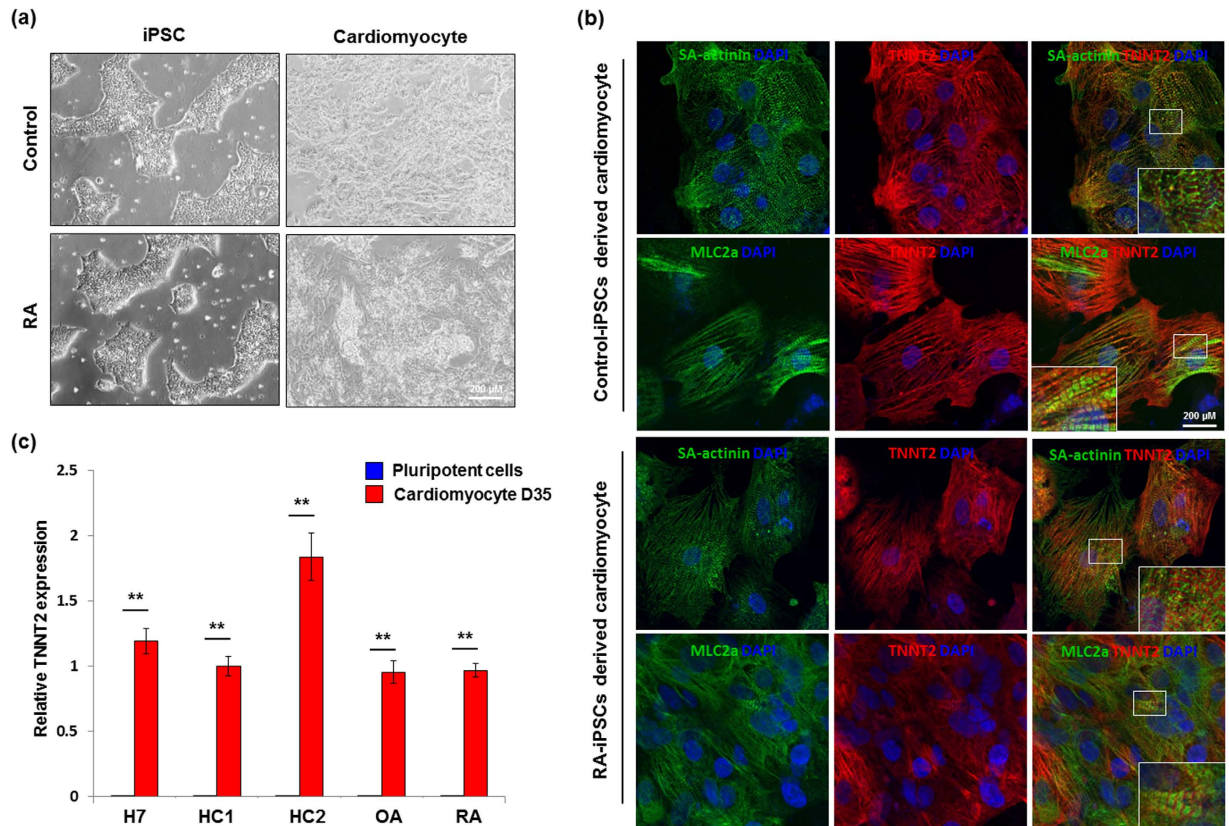 (a)
iPSC
Cardiomyocyte
Control
RA
200 µM
(b)
Control-iPSCs derived cardiomyocyte
SA-actinin DAPI
TNNT2 DAPI
SA-actinin TNNT2 DAPI
MLC2a DAPI
TNNT2 DAPI
MLC2a TNNT2 DAPI
200 µM
RA-iPSCs derived cardiomyocyte
SA-actinin DAPI
TNNT2 DAPI
SA-actinin TNNT2 DAPI
MLC2a DAPI
TNNT2 DAPI
MLC2a TNNT2 DAPI
(c)
Relative TNNT2 expression
2.5
2
1.5
1
0.5
0
Pluripotent cells
Cardiomyocyte D35
**
**
**
**
**
H7
HC1
HC2
OA
RA